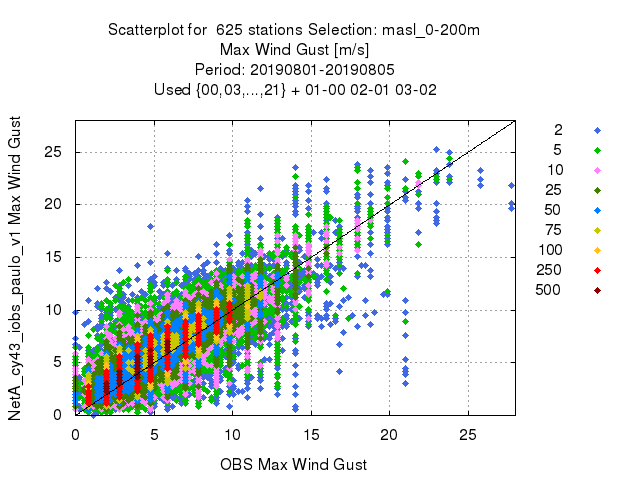 Scatterplot for 625 stations Selection: masl_0-200m
Max Wind Gust [m/s]
Period: 20190801-20190805
Used {00,03,...,21} + 01-00 02-01 03-02
NetA_cy43_iobs_paulo_v1 Max Wind Gust
25
20
15
10
5
0
0 5 10 15 20 25
OBS Max Wind Gust
2
5
10
25
50
75
100
250
500